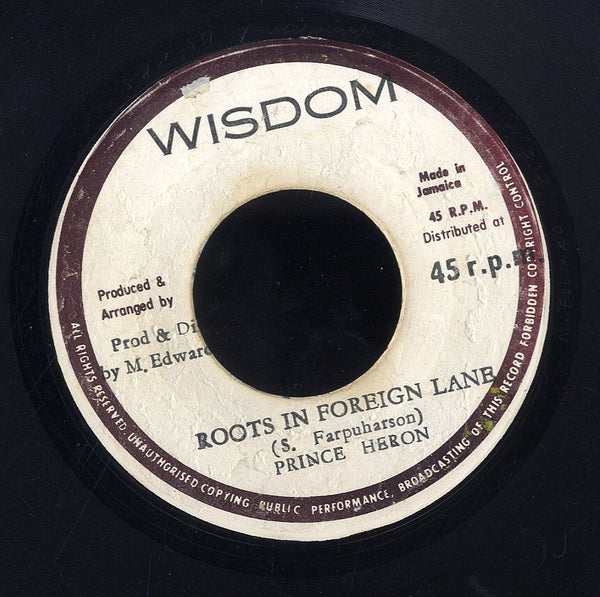 WISDOM
Made in
Jamaica
45 R.P.M.
Distributed at
45 r.p.m.
Produced &
Arranged by
Prod &
by M. Edward
ROOTS IN FOREIGN LANE
(S. Farpuharson)
PRINCE HERON
ALL RIGHTS RESERVED. UNAUTHORISED COPYING PUBLIC PERFORMANCE. BROADCASTING OF THIS RECORD FORBIDDEN COPYRIGHT CONTROL